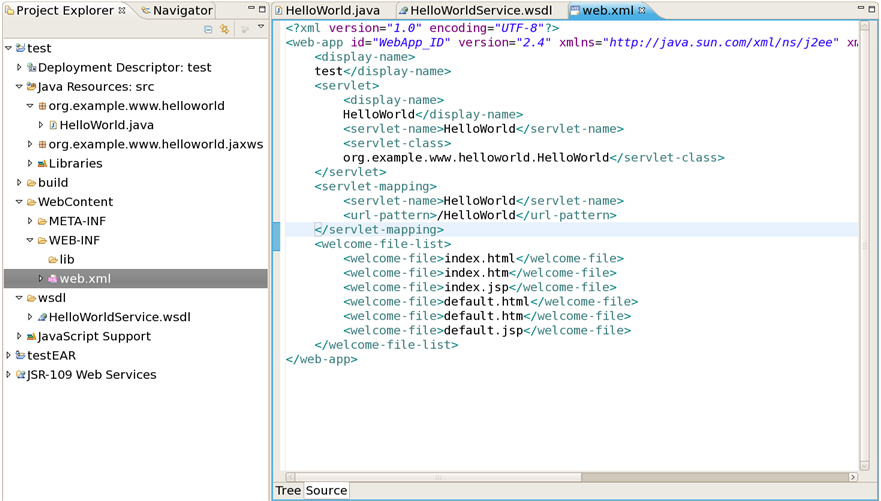 Project Explorer
Navigator
test
Deployment Descriptor: test
Java Resources: src
org.example.www.helloworld
HelloWorld.java
org.example.www.helloworld.jaxws
Libraries
build
WebContent
META-INF
WEB-INF
lib
web.xml
wsdl
HelloWorldService.wsdl
JavaScript Support
testEAR
JSR-109 Web Services
HelloWorld.java
HelloWorldService.wsdl
web.xml
<?xml version="1.0" encoding="UTF-8"?>
<web-app id="WebApp_ID" version="2.4" xmlns="http://java.sun.com/xml/ns/j2ee"
<display-name>
test</display-name>
<servlet>
<display-name>
HelloWorld</display-name>
<servlet-name>HelloWorld</servlet-name>
<servlet-class>
org.example.www.helloworld.HelloWorld</servlet-class>
</servlet>
<servlet-mapping>
<servlet-name>HelloWorld</servlet-name>
<url-pattern>/HelloWorld</url-pattern>
</servlet-mapping>
<welcome-file-list>
<welcome-file>index.html</welcome-file>
<welcome-file>index.htm</welcome-file>
<welcome-file>index.jsp</welcome-file>
<welcome-file>default.html</welcome-file>
<welcome-file>default.htm</welcome-file>
<welcome-file>default.jsp</welcome-file>
</welcome-file-list>
</web-app>
Tree Source